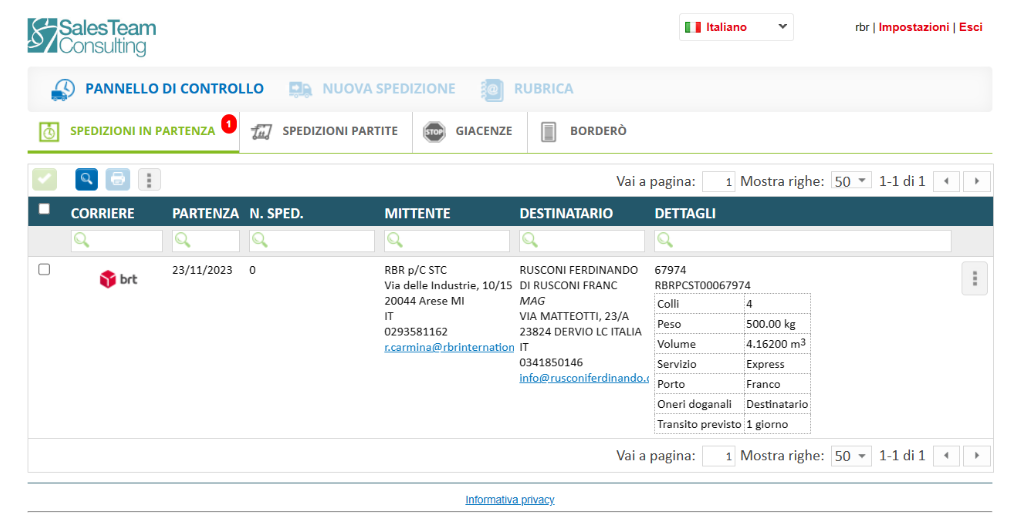 SalesTeam
Consulting
Italiano
rbr | Impostazioni | Esci
PANNELLO DI CONTROLLO
NUOVA SPEDIZIONE
RUBRICA
SPEDIZIONI IN PARTENZA
1
SPEDIZIONI PARTITE
STOP
GIACENZE
BORDERÒ
Vai a pagina: 1 Mostra righe: 50 1-1 di 1
CORRIERE PARTENZA N. SPED. MITTENTE DESTINATARIO DETTAGLI
brt
23/11/2023
0
RBR p/C STC
Via delle Industrie, 10/15
20044 Arese MI
IT
0293581162
r.carmina@rbrinternation
RUSCONI FERDINANDO
DI RUSCONI FRANC
MAG
VIA MATTEOTTI, 23/A
23824 DERVIO LC ITALIA
IT
0341850146
info@rusconiferdinando.c
67974
RBRPCST00067974
Colli 4
Peso 500.00 kg
Volume 4.16200 m³
Servizio Express
Porto Franco
Oneri doganali Destinatario
Transito previsto 1 giorno
Vai a pagina: 1 Mostra righe: 50 1-1 di 1
Informativa privacy